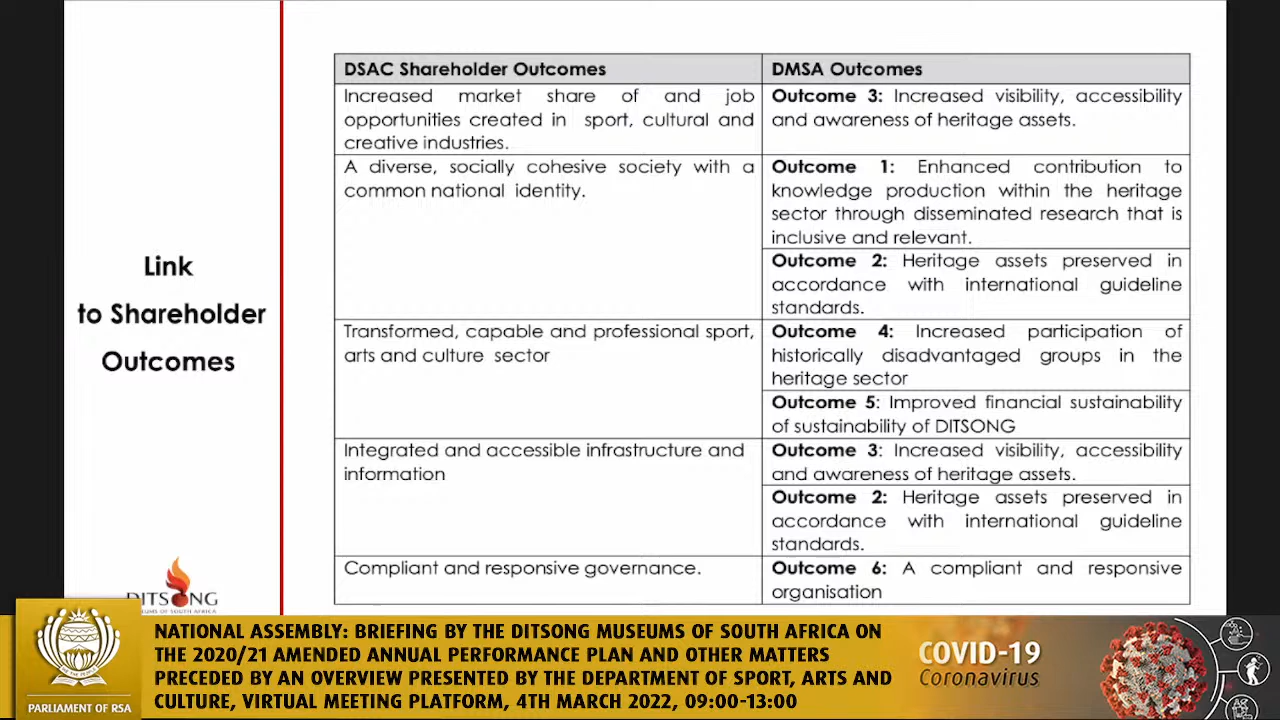 Link
to Shareholder
Outcomes
DSAC Shareholder Outcomes
DMSA Outcomes
Increased market share of and job
opportunities created in sport, cultural and
creative industries.
Outcome 3: Increased visibility, accessibility
and awareness of heritage assets.
A diverse, socially cohesive society with a
common national identity.
Outcome 1: Enhanced contribution to
knowledge production within the heritage
sector through disseminated research that is
inclusive and relevant.
Outcome 2: Heritage assets preserved in
accordance with international guideline
standards.
Transformed, capable and professional sport,
arts and culture sector
Outcome 4: Increased participation of
historically disadvantaged groups in the
heritage sector
Outcome 5: Improved financial sustainability
of sustainability of DITSONG
Integrated and accessible infrastructure and
information
Outcome 3: Increased visibility, accessibility
and awareness of heritage assets.
Outcome 2: Heritage assets preserved in
accordance with international guideline
standards.
Compliant and responsive governance.
Outcome 6: A compliant and responsive
organisation
DITSONG
OF SOUTH AFRICA
PARLIAMENT OF RSA
NATIONAL ASSEMBLY: BRIEFING BY THE DITSONG MUSEUMS OF SOUTH AFRICA ON
THE 2020/21 AMENDED ANNUAL PERFORMANCE PLAN AND OTHER MATTERS
PRECEDED BY AN OVERVIEW PRESENTED BY THE DEPARTMENT OF SPORT, ARTS AND
CULTURE, VIRTUAL MEETING PLATFORM, 4TH MARCH 2022, 09:00-13:00
COVID-19
Coronavirus